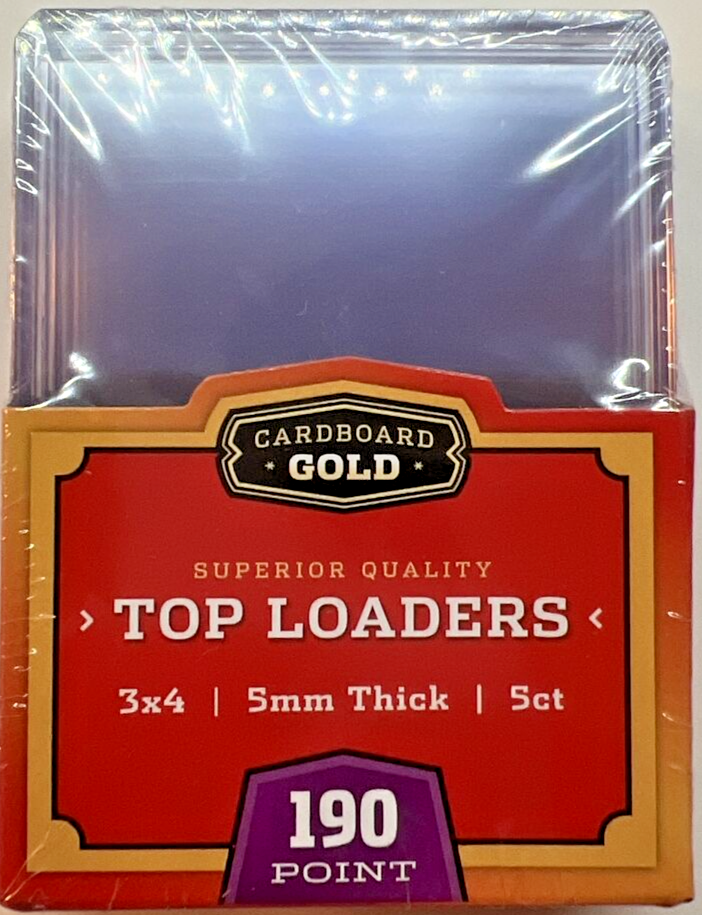 CARDBOARD
* GOLD *
SUPERIOR QUALITY
> TOP LOADERS <
3x4 | 5mm Thick | 5ct
190
POINT